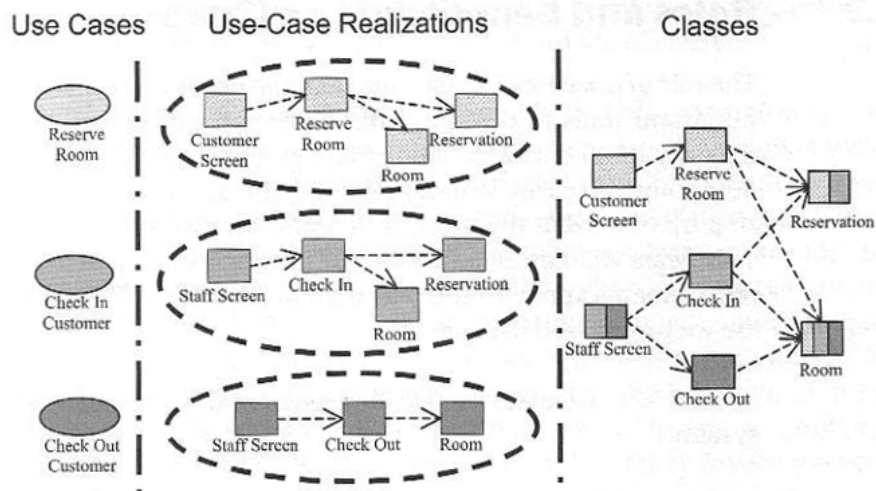 Use Cases
Use-Case Realizations
Classes
Reserve
Room
Customer
Screen
Reserve
Room
Room
Reservation
Customer
Screen
Reserve
Room
Reservation
Check In
Customer
Staff Screen
Check In
Room
Reservation
Check In
Staff Screen
Room
Check Out
Check Out
Customer
Staff Screen
Check Out
Room